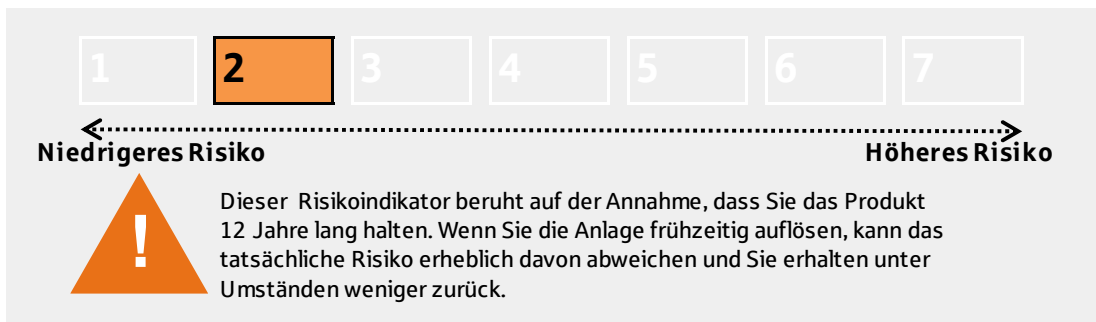 1 2 3 4 5 6 7
Niedrigeres Risiko Höheres Risiko
!
Dieser Risikoindikator beruht auf der Annahme, dass Sie das Produkt
12 Jahre lang halten. Wenn Sie die Anlage frühzeitig auflösen, kann das
tatsächliche Risiko erheblich davon abweichen und Sie erhalten unter
Umständen weniger zurück.